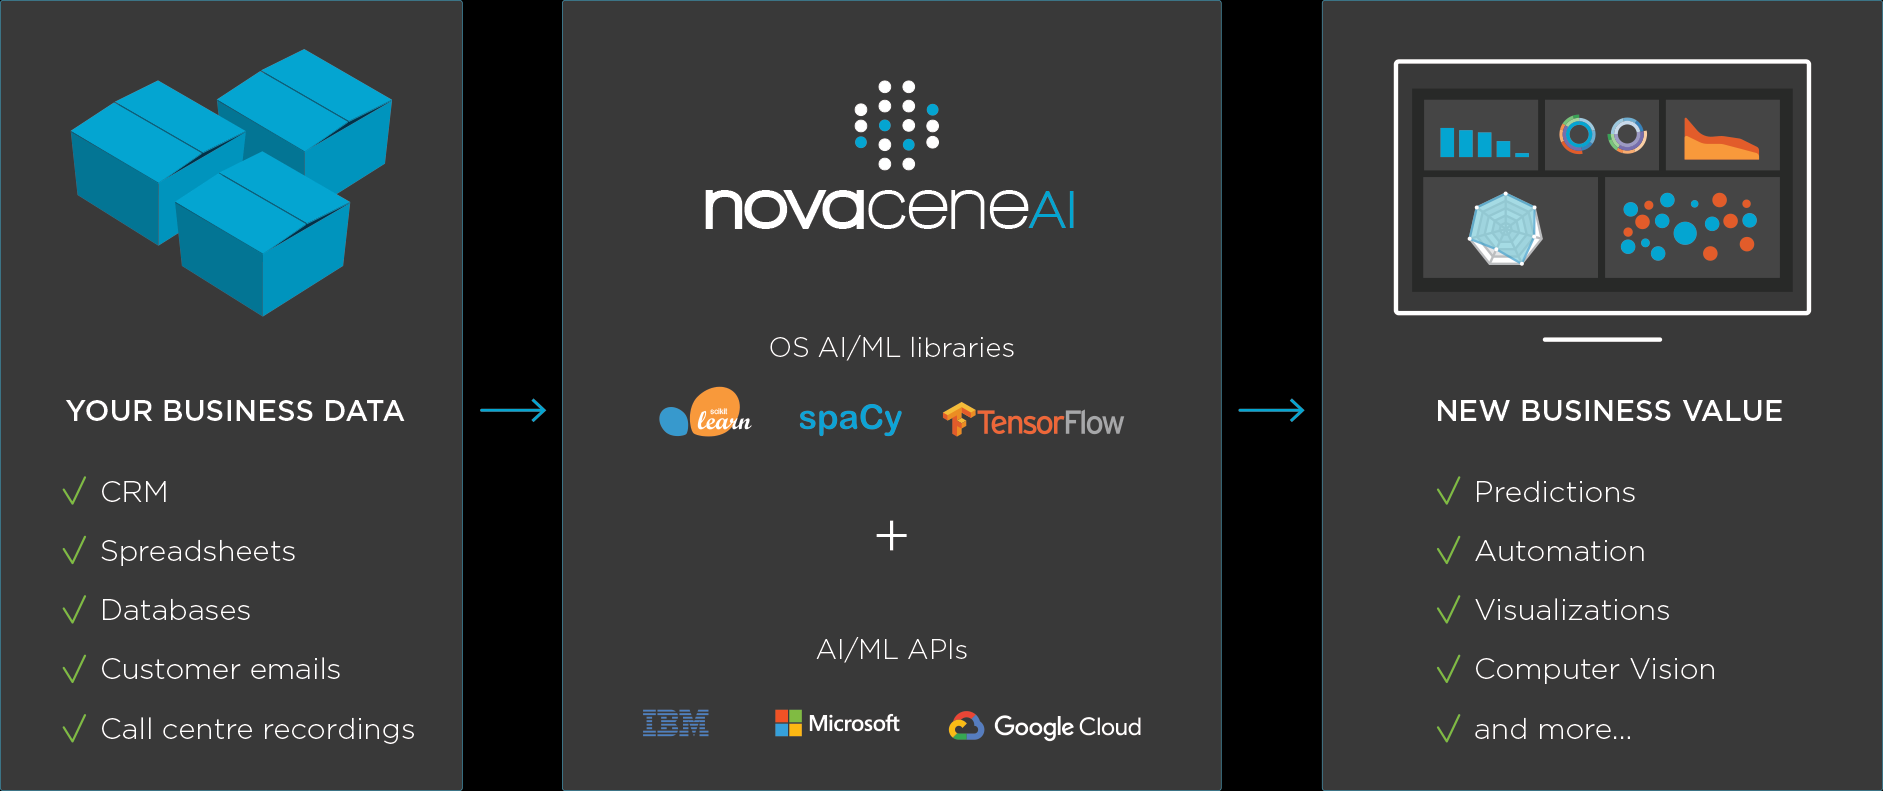 YOUR BUSINESS DATA
CRM
Spreadsheets
Databases
Customer emails
Call centre recordings
novaceneAI
OS AI/ML libraries
scikit
learn
spaCy
TensorFlow
+
AI/ML APIs
IBM
Microsoft
Google Cloud
NEW BUSINESS VALUE
Predictions
Automation
Visualizations
Computer Vision
and more...